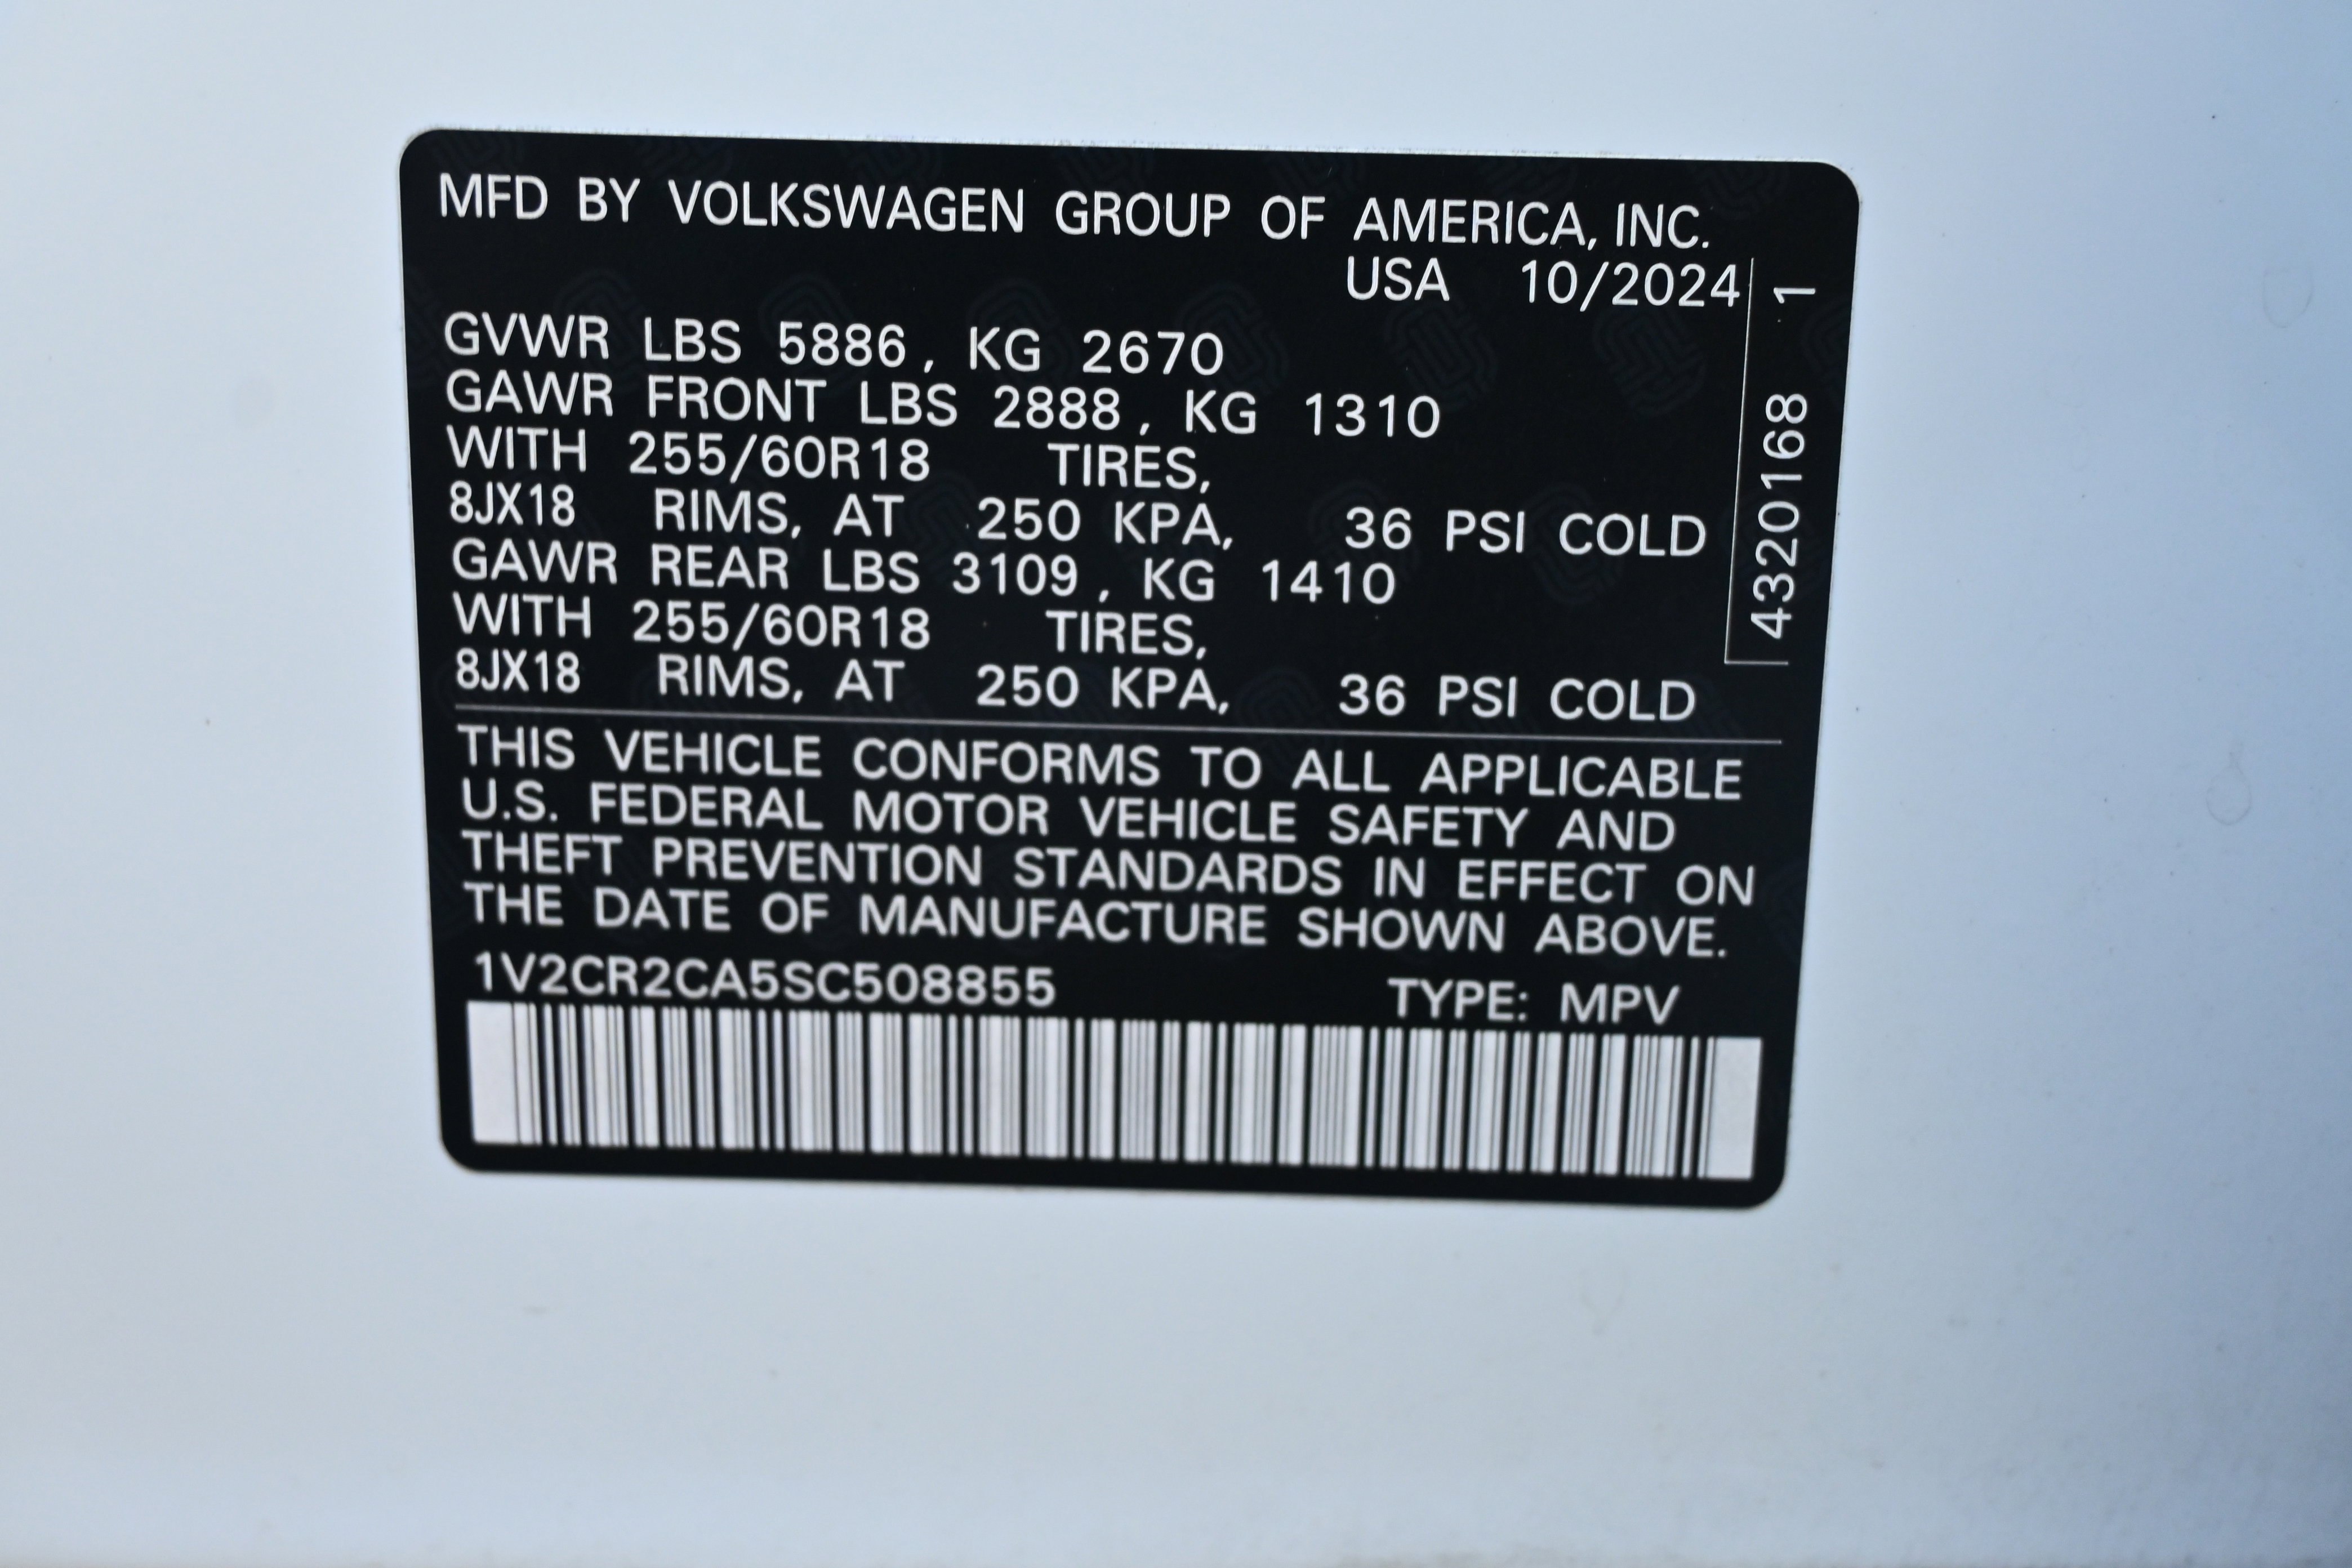 MFD BY VOLKSWAGEN GROUP OF AMERICA, INC.
USA 10/2024
GVWR LBS 5886, KG 2670
GAWR FRONT LBS 2888, KG 1310
WITH 255/60R18 TIRES,
8JX18 RIMS, AT 250 KPA, 36 PSI COLD
GAWR REAR LBS 3109, KG 1410
WITH 255/60R18 TIRES,
8JX18 RIMS, AT 250 KPA, 36 PSI COLD
4320168 1
THIS VEHICLE CONFORMS TO ALL APPLICABLE
U.S. FEDERAL MOTOR VEHICLE SAFETY AND
THEFT PREVENTION STANDARDS IN EFFECT ON
THE DATE OF MANUFACTURE SHOWN ABOVE.
1V2CR2CA5SC508855 TYPE: MPV